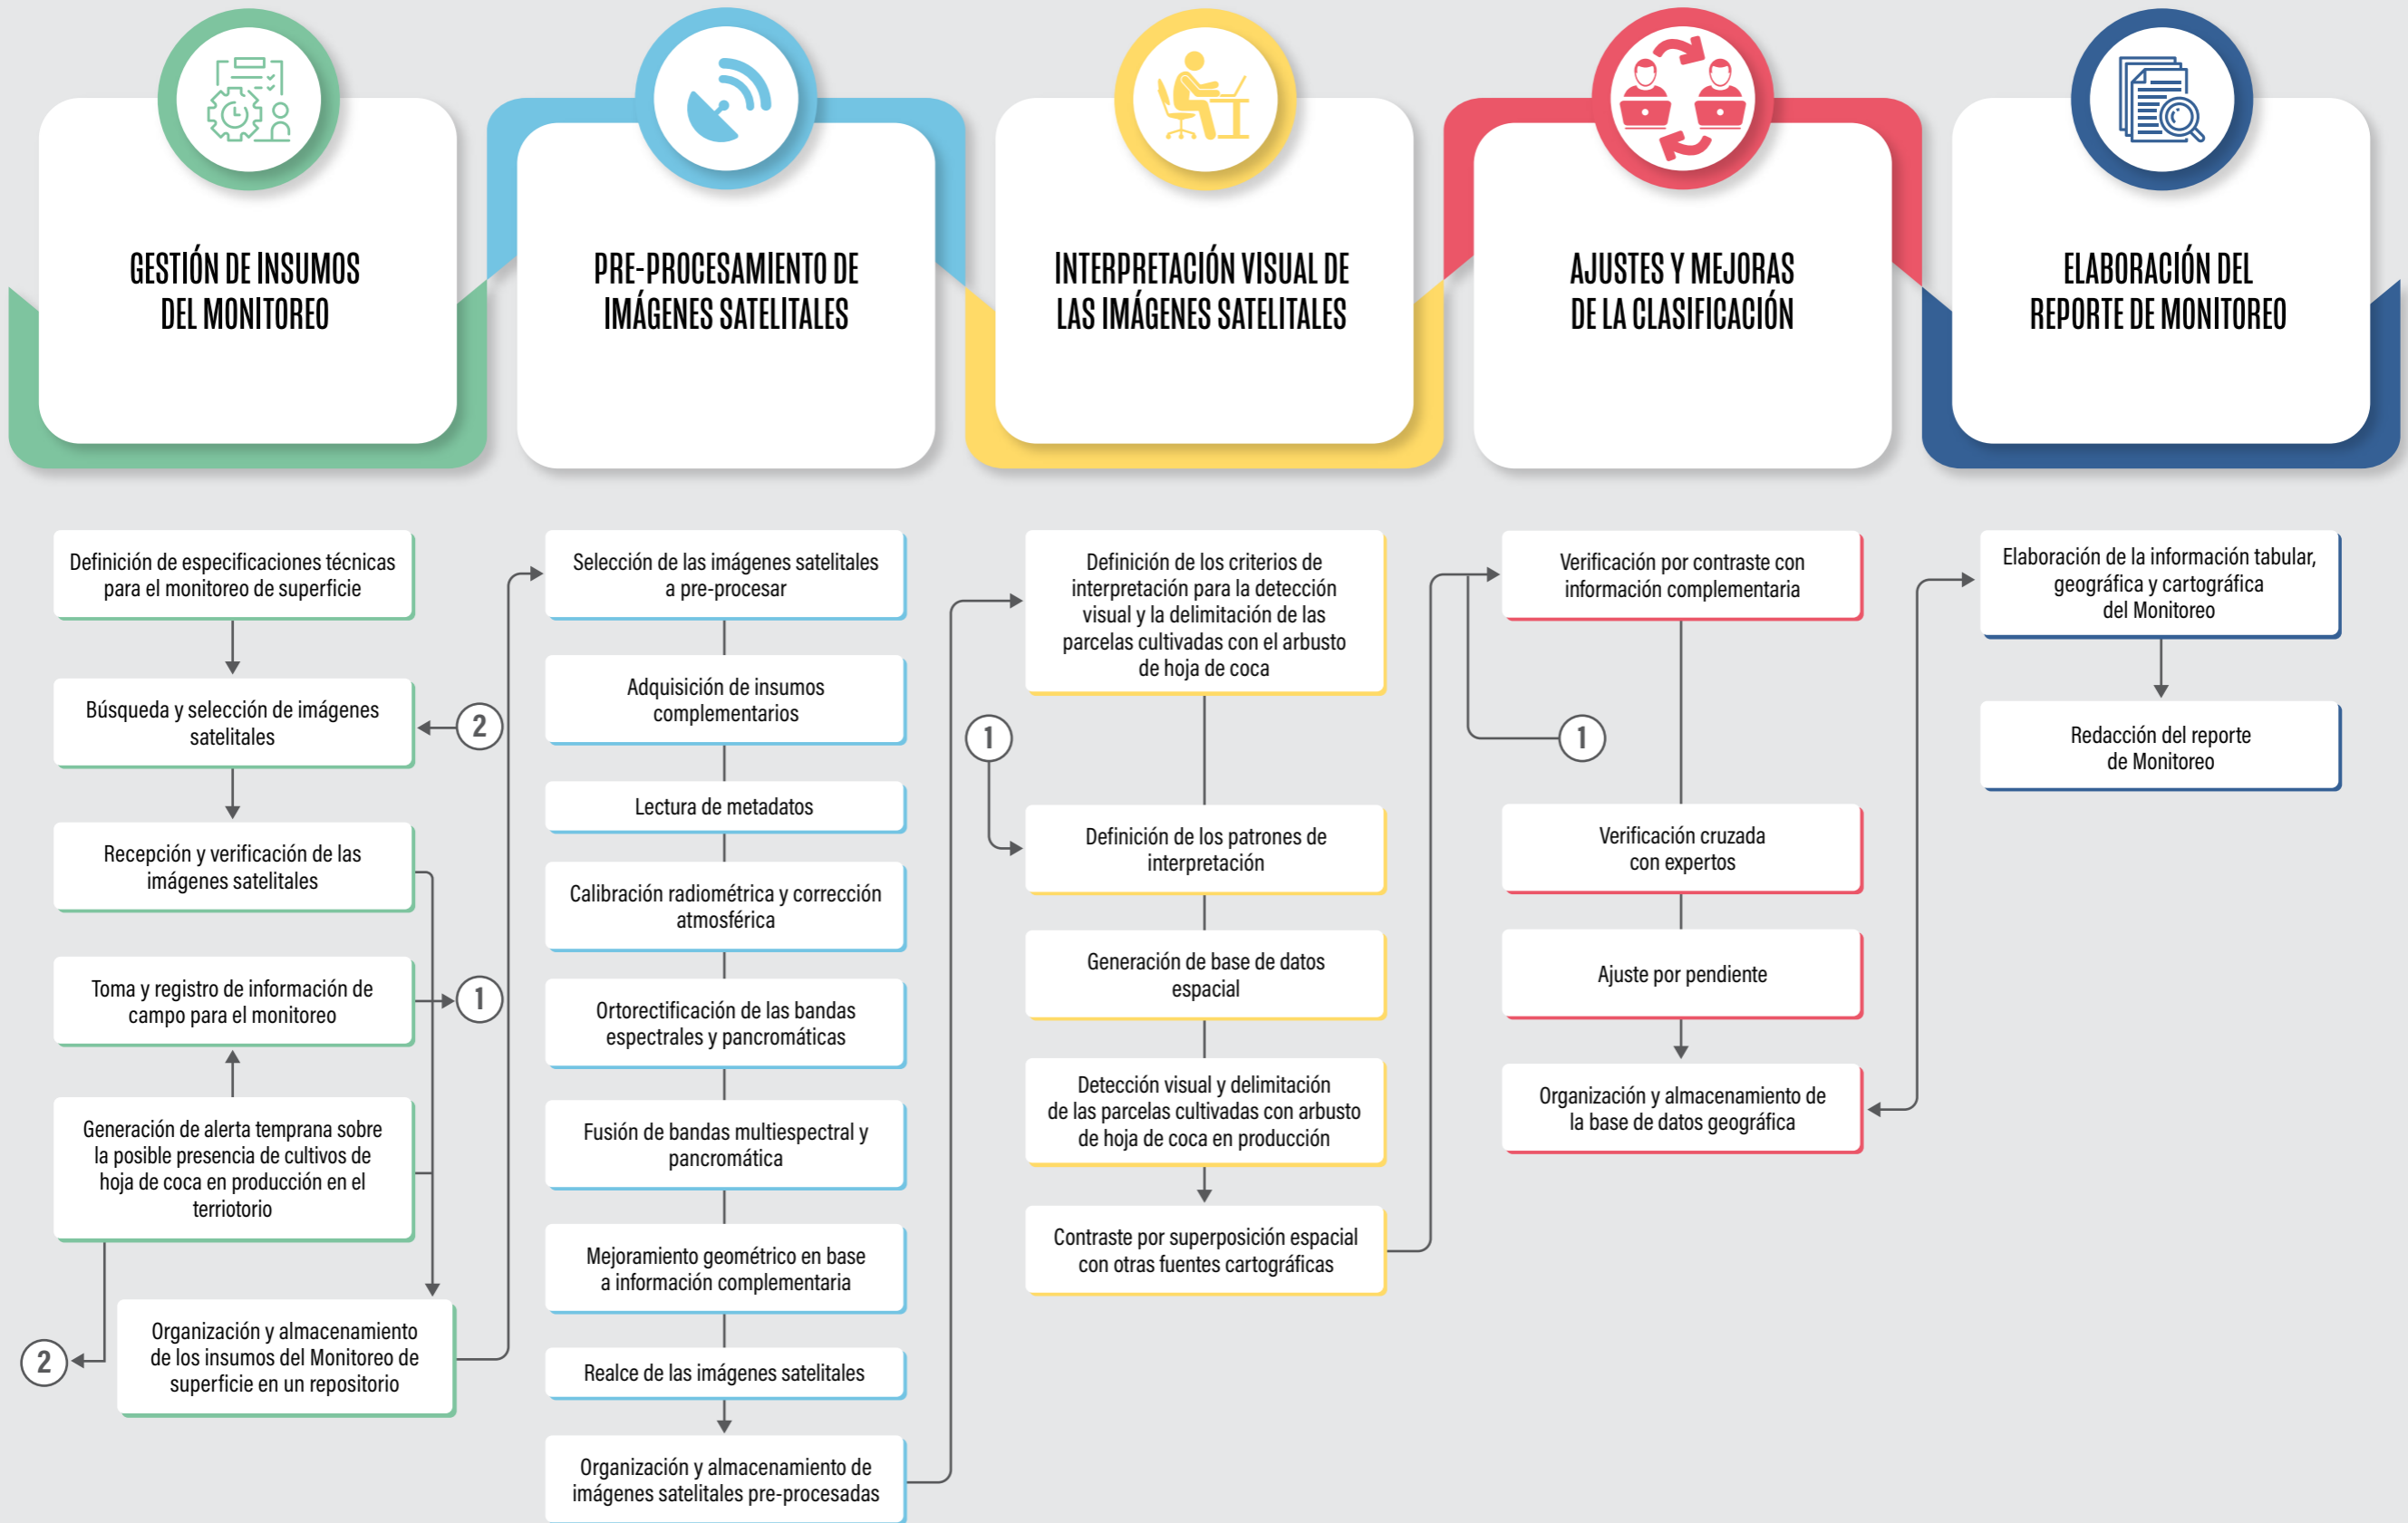 GESTIÓN DE INSUMOS
DEL MONITOREO
PRE-PROCESAMIENTO DE
IMÁGENES SATELITALES
INTERPRETACIÓN VISUAL DE
LAS IMÁGENES SATELITALES
AJUSTES Y MEJORAS
DE LA CLASIFICACIÓN
ELABORACIÓN DEL
REPORTE DE MONITOREO
Definición de especificaciones técnicas
para el monitoreo de superficie
Búsqueda y selección de imágenes
satelitales
2
Recepción y verificación de las
imágenes satelitales
Toma y registro de información de
campo para el monitoreo
1
Generación de alerta temprana sobre
la posible presencia de cultivos de
hoja de coca en producción en el
terriotorio
2
Organización y almacenamiento
de los insumos del Monitoreo de
superficie en un repositorio
Selección de las imágenes satelitales
a pre-procesar
Adquisición de insumos
complementarios
Lectura de metadatos
Calibración radiométrica y corrección
atmosférica
Ortorectificación de las bandas
espectrales y pancromáticas
Fusión de bandas multiespectral y
pancromática
Mejoramiento geométrico en base
a información complementaria
Realce de las imágenes satelitales
Organización y almacenamiento de
imágenes satelitales pre-procesadas
Definición de los criterios de
interpretación para la detección
visual y la delimitación de las
parcelas cultivadas con el arbusto
de hoja de coca
1
Definición de los patrones de
interpretación
Generación de base de datos
espacial
Detección visual y delimitación
de las parcelas cultivadas con arbusto
de hoja de coca en producción
Contraste por superposición espacial
con otras fuentes cartográficas
Verificación por contraste con
información complementaria
1
Verificación cruzada
con expertos
Ajuste por pendiente
Organización y almacenamiento de
la base de datos geográfica
Elaboración de la información tabular,
geográfica y cartográfica
del Monitoreo
Redacción del reporte
de Monitoreo